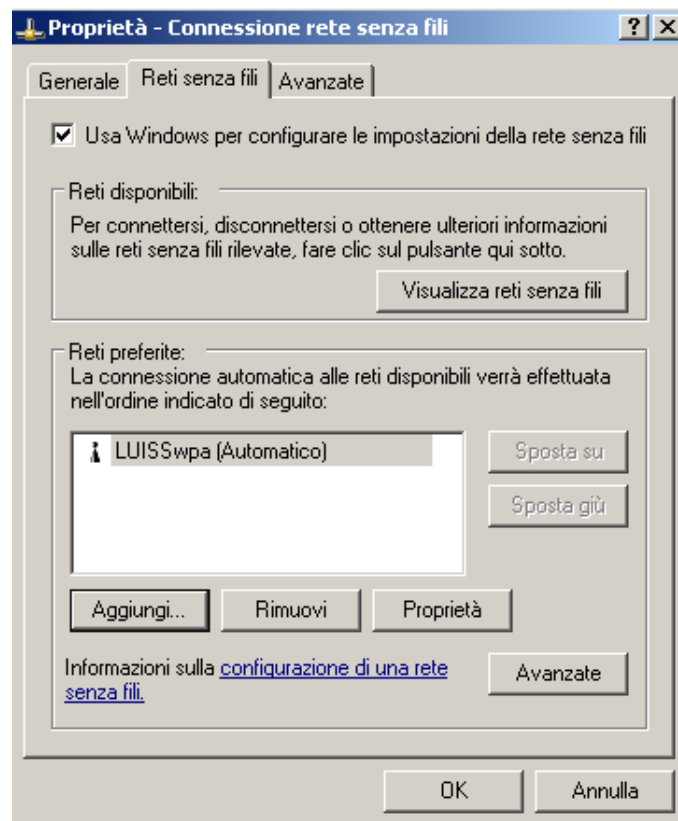 Proprietà - Connessione rete senza fili
Generale Reti senza fili Avanzate
Usa Windows per configurare le impostazioni della rete senza fili
Reti disponibili:
Per connettersi, disconnettersi o ottenere ulteriori informazioni
sulle reti senza fili rilevate, fare clic sul pulsante qui sotto.
Visualizza reti senza fili
Reti preferite:
La connessione automatica alle reti disponibili verrà effettuata
nell'ordine indicato di seguito:
LUISSwpa (Automatico)
Sposta su
Sposta giù
Aggiungi... Rimuovi Proprietà
Informazioni sulla configurazione di una rete
senza fili.
Avanzate
OK Annulla